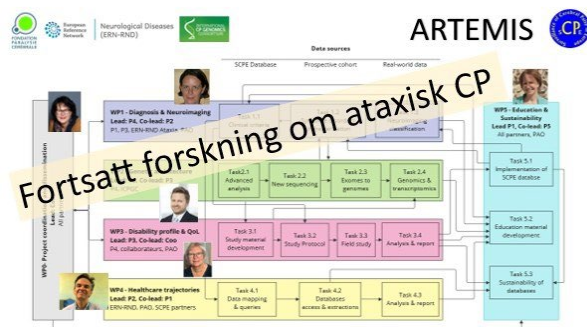 FONDATION
PARALYSIE
CEREBRALE
European
Reference
Network
Neurological Diseases
(ERN-RND)
INTERNATIONAL
CP GENOMICS
CONSORTIUM
ARTEMIS
CP
Data sources
SCPE Database
Prospective cohort
Real-world data
Fortsatt forskning om ataxisk CP
WP0- Project
All partners
WP1 - Diagnosis & Neuroimaging
Lead: P4, Co-lead: P2
P1, P3, ERN-RND Ataxia, PAO
Task 2.1
Advanced
analysis
Task 2.2
New sequencing
Task 2.3
Exomes to
genomes
Task 2.4
Genomics &
transcriptomics
WP3 - Disability profile & QoL
Lead: P3, Co-lead: Coo
P4, collaborateurs, PAO
Task 3.1
Study material
development
Task 3.2
Study Protocol
Task 3.3
Field study
Task 3.4
Analysis & report
WP4 - Healthcare trajectories
Lead: P2, Co-lead: P1
ERN-RND, PAO, SCPE partners
Task 4.1
Data mapping
& queries
Task 4.2
Databases
access & extractions
Task 4.3
Analysis & report
WP5 - Education &
Sustainability
Lead P1, Co-lead: P5
All partners, PAO
Task 5.1
Implementation of
SCPE databse
Task 5.2
Education material
development
Task 5.3
Sustainability of
databases